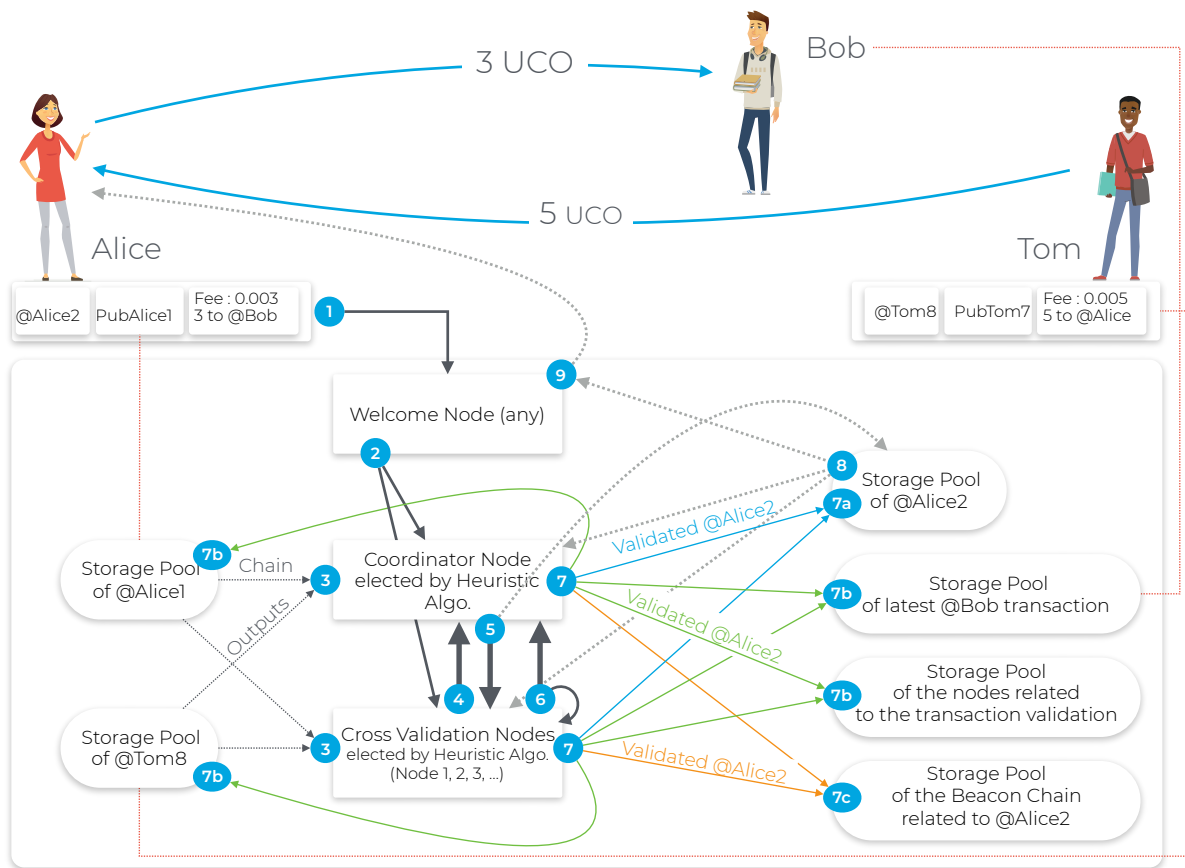 3 UCO
Bob
5 UCO
Alice
Tom
@Alice2
PubAlice1
Fee : 0.003
3 to @Bob
1
@Tom8
PubTom7
Fee : 0.005
5 to @Alice
9
Welcome Node (any)
2
8
Storage Pool
of @Alice2
7a
Validated @Alice2
7b
Storage Pool
of @Alice1
Chain
Outputs
3
Coordinator Node
elected by Heuristic
Algo.
7
5
7b
Storage Pool
of latest @Bob transaction
Validated @Alice2
4
6
7b
Storage Pool
of the nodes related
to the transaction validation
Storage Pool
of @Tom8
7b
3
Cross Validation Nodes
elected by Heuristic Algo.
(Node 1, 2, 3, ...)
7
Validated @Alice2
7c
Storage Pool
of the Beacon Chain
related to @Alice2